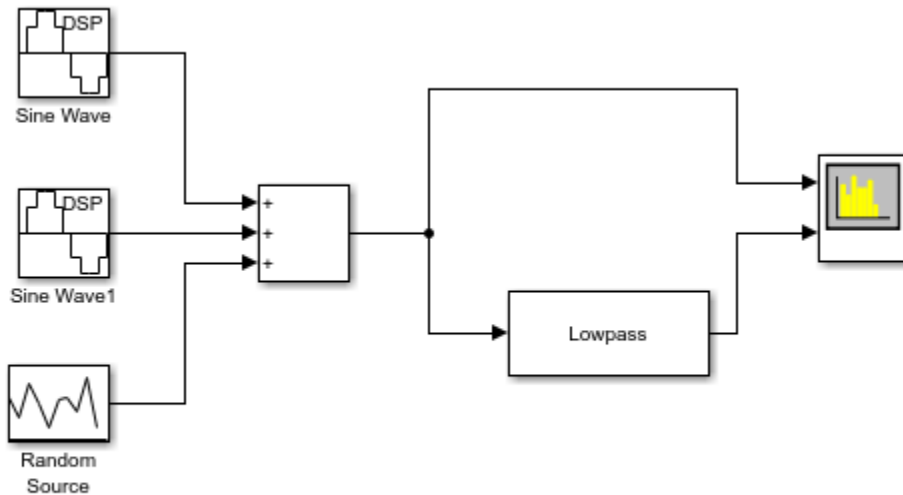 DSP
Sine Wave
DSP
Sine Wave1
+
+
+
Lowpass
Random
Source